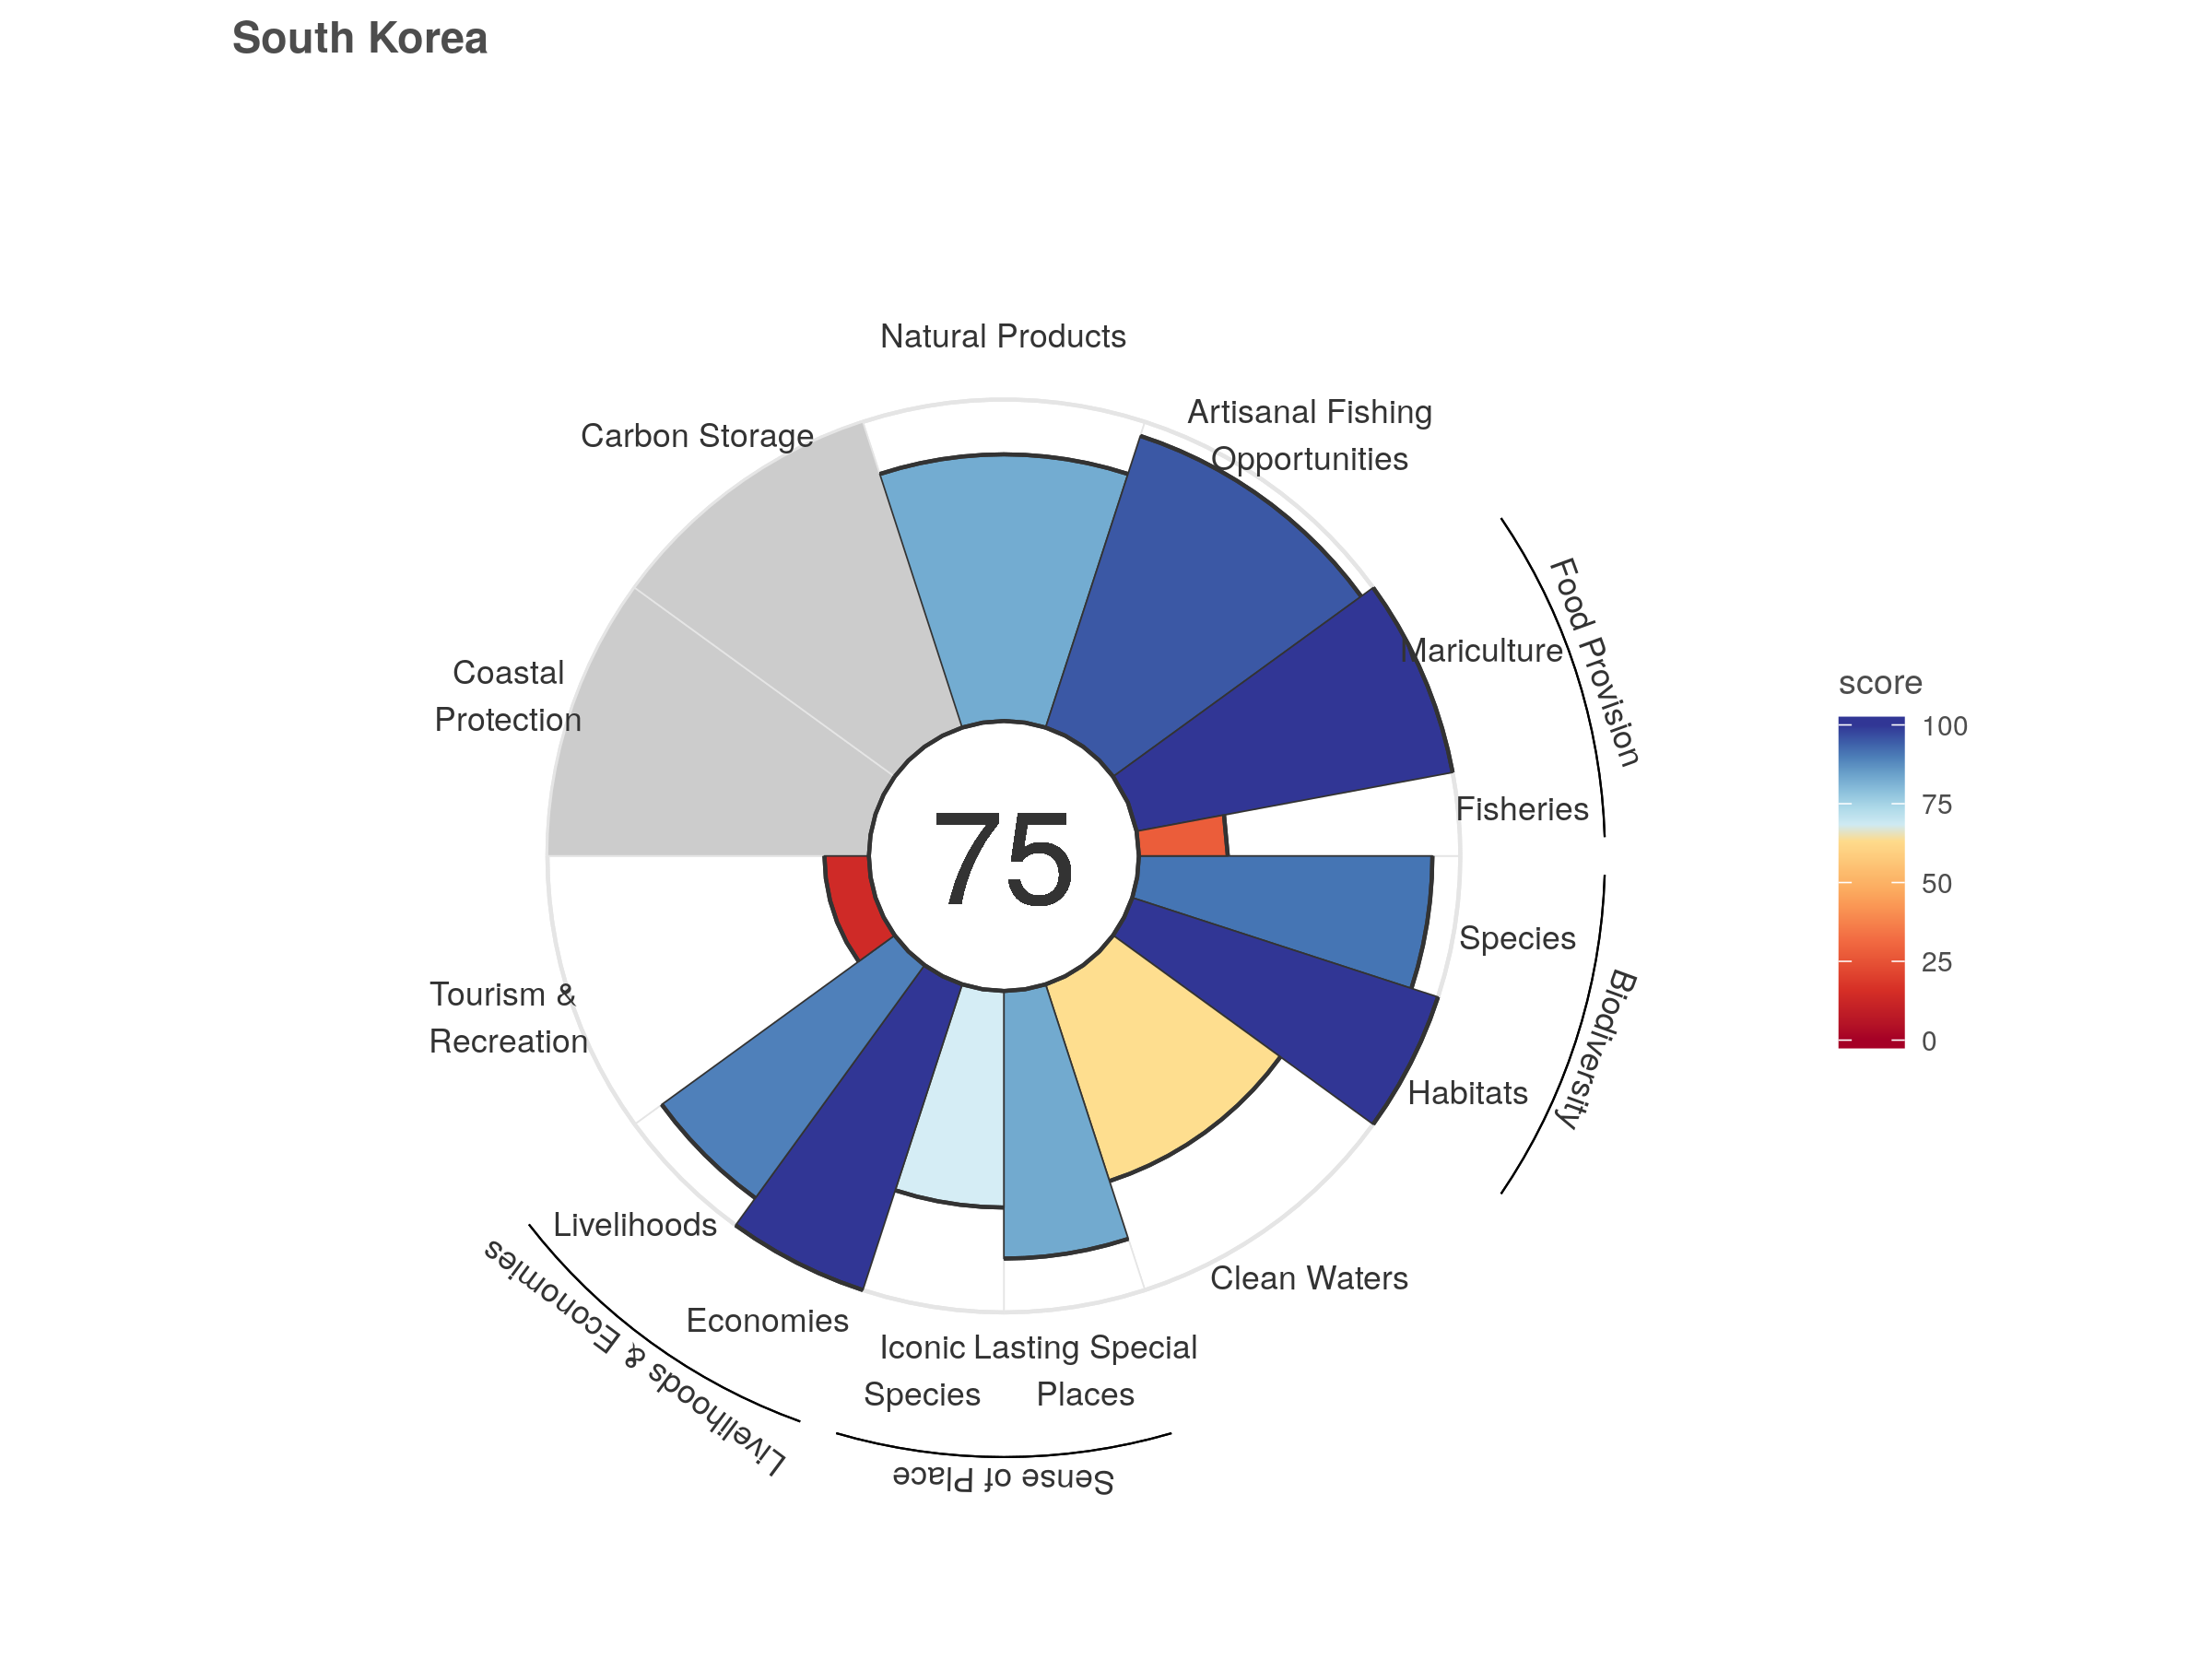 South Korea
Natural Products
Artisanal Fishing
Opportunities
Carbon Storage
Food Provision
Mariculture
Coastal
Protection
score
100
75
50
25
0
75
Fisheries
Species
Biodiversity
Tourism &
Recreation
Habitats
Livelihoods
Clean Waters
Livelihoods & Economies
Economies
Iconic
Species
Lasting Special
Places
Sense of Place